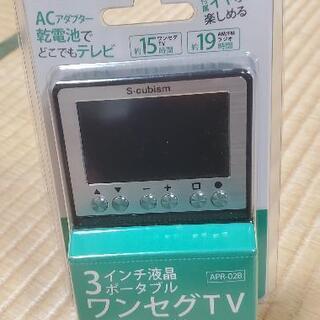 ACアダプター
乾電池で
どこでもテレビ
楽しめる
約15時間
ワンセグ
TV
約19時間
AM/FM
ラジオ
S-cubism
▲ ▼ − + □ ●
3インチ液晶
ポータブル
APR-02B
ワンセグTV